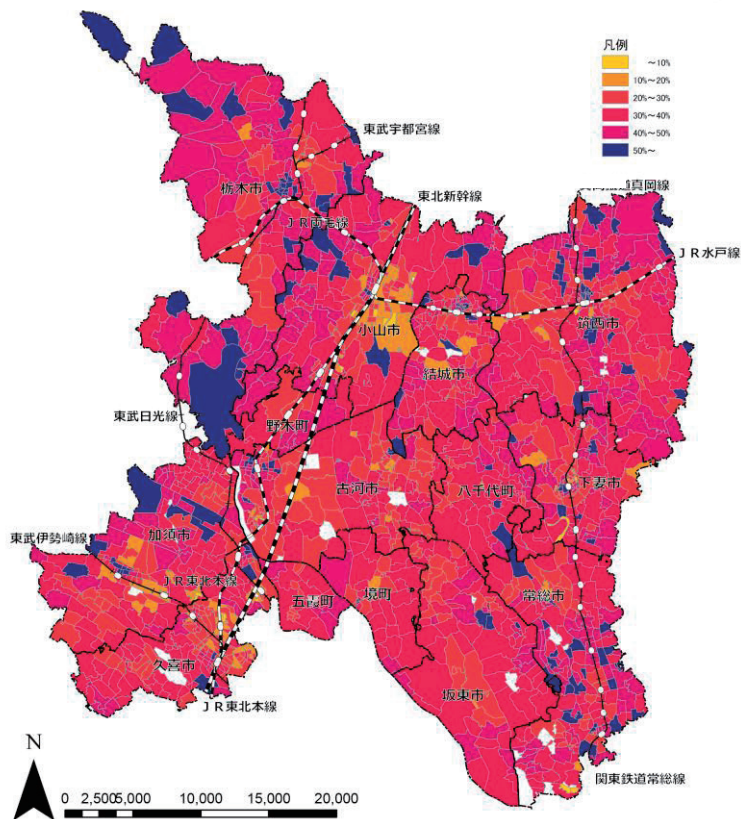 凡例
～10%
10%～20%
20%～30%
30%～40%
40%～50%
50%～
東武宇都宮線
栃木市
東北新幹線
JR両毛線
道真岡線
JR水戸線
小山市
筑西市
結城市
東武日光線
野木町
古河市
八千代町
下妻市
東武伊勢崎線
加須市
JR東北本線
五霞町
境町
常総市
久喜市
坂東市
JR東北本線
関東鉄道常総線
N
0 2,500 5,000 10,000 15,000 20,000